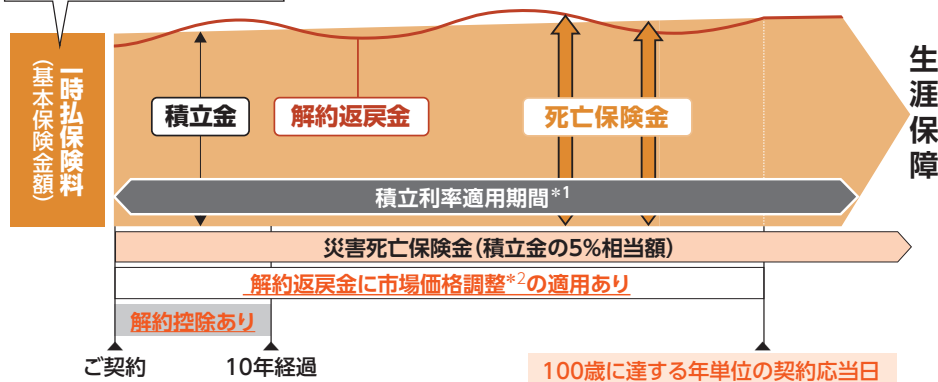 一時払保険料
(基本保険金額)
積立金
解約返戻金
死亡保険金
生涯保障
積立利率適用期間*1
災害死亡保険金(積立金の5%相当額)
解約返戻金に市場価格調整*2の適用あり
解約控除あり
ご契約
10年経過
100歳に達する年単位の契約応当日